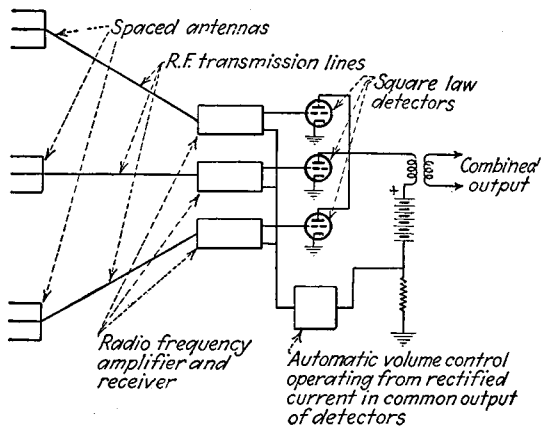 Spaced antennas
R.F. transmission lines
Square law
detectors
Combined
output
+
Radio frequency
amplifier and
receiver
Automatic volume control
operating from rectified
current in common output
of detectors